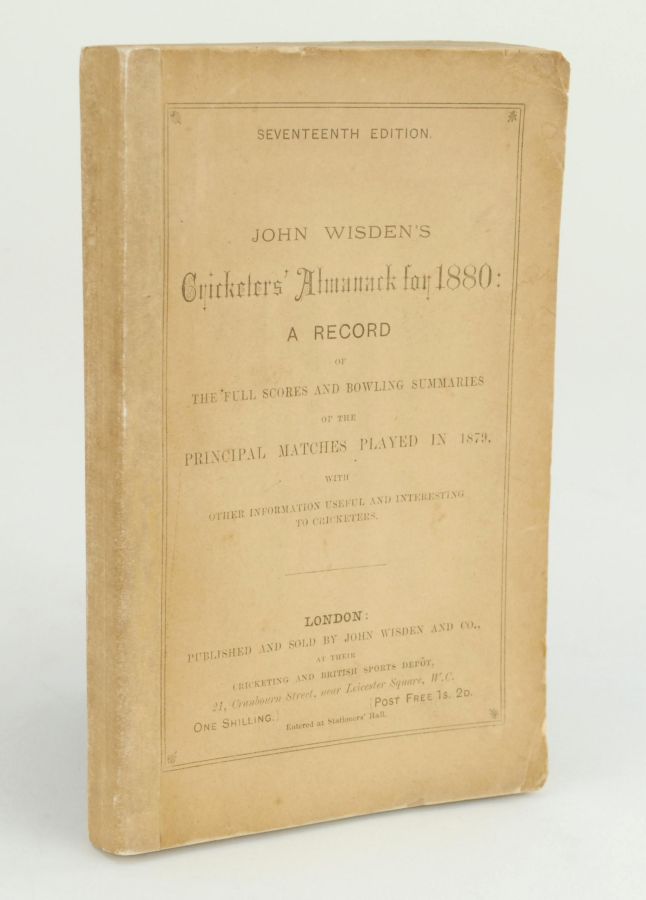 SEVENTEENTH EDITION.
JOHN WISDEN'S
Cricketers' Almanack for 1880:
A RECORD
OF
THE FULL SCORES AND BOWLING SUMMARIES
OF THE
PRINCIPAL MATCHES PLAYED IN 1879,
WITH
OTHER INFORMATION USEFUL AND INTERESTING
TO CRICKETERS.
LONDON:
PUBLISHED AND SOLD BY JOHN WISDEN AND CO.,
AT THEIR
CRICKETING AND BRITISH SPORTS DEPÔT,
21, Cranbourn Street, near Leicester Square, W.C.
ONE SHILLING.] [POST FREE 1S. 2D.
Entered at Stationers' Hall.